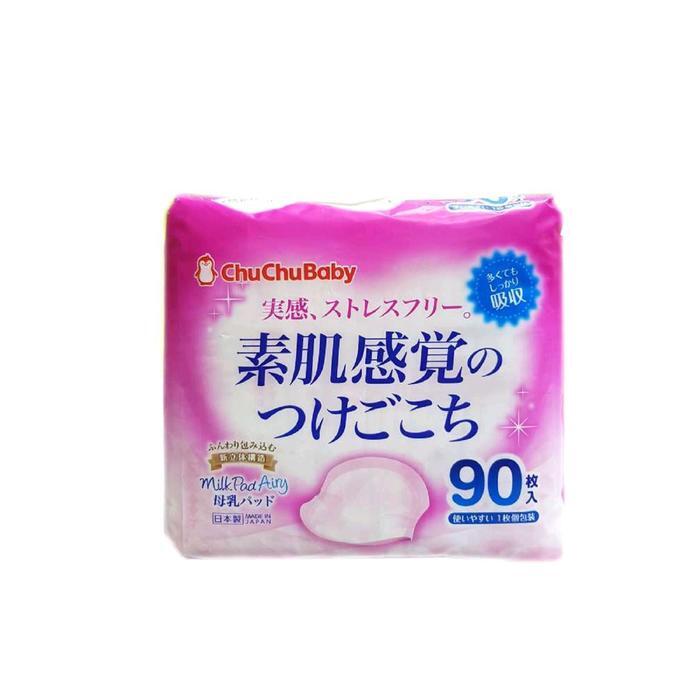 ChuChuBaby
多くても
しっかり
吸収
実感、ストレスフリー。
素肌感覚の
つけごこち
ふんわり包み込む
新立体構造
Milk Pad Airy
母乳パッド
日本製 MADE IN JAPAN
90枚入
使いやすい 1枚個包装